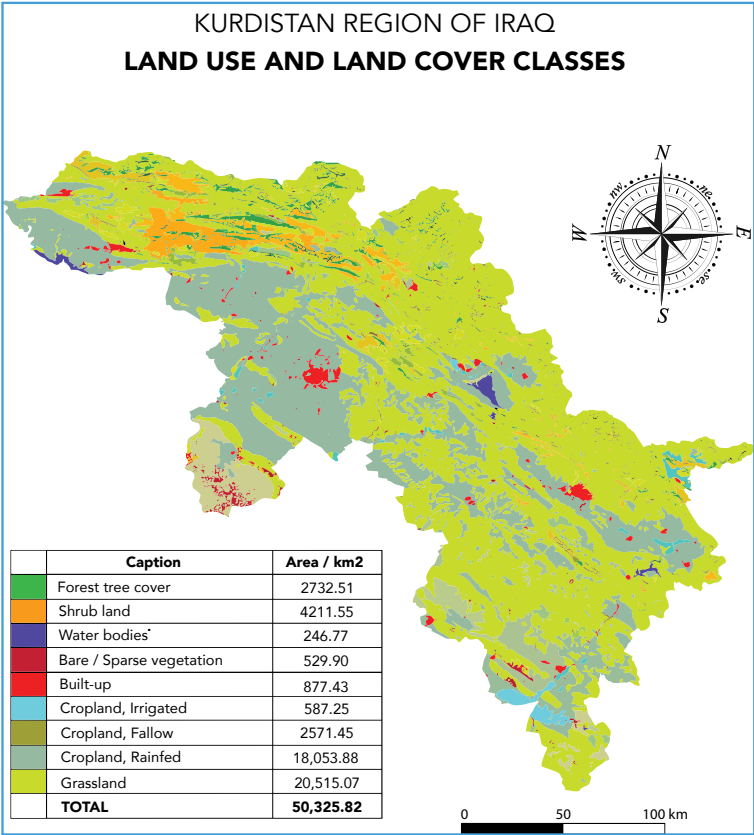 KURDISTAN REGION OF IRAQ
LAND USE AND LAND COVER CLASSES
N
nw. ne.
W E
sw. se.
S
Caption Area / km2
Forest tree cover 2732.51
Shrub land 4211.55
Water bodies* 246.77
Bare / Sparse vegetation 529.90
Built-up 877.43
Cropland, Irrigated 587.25
Cropland, Fallow 2571.45
Cropland, Rainfed 18,053.88
Grassland 20,515.07
TOTAL 50,325.82
0 50 100 km